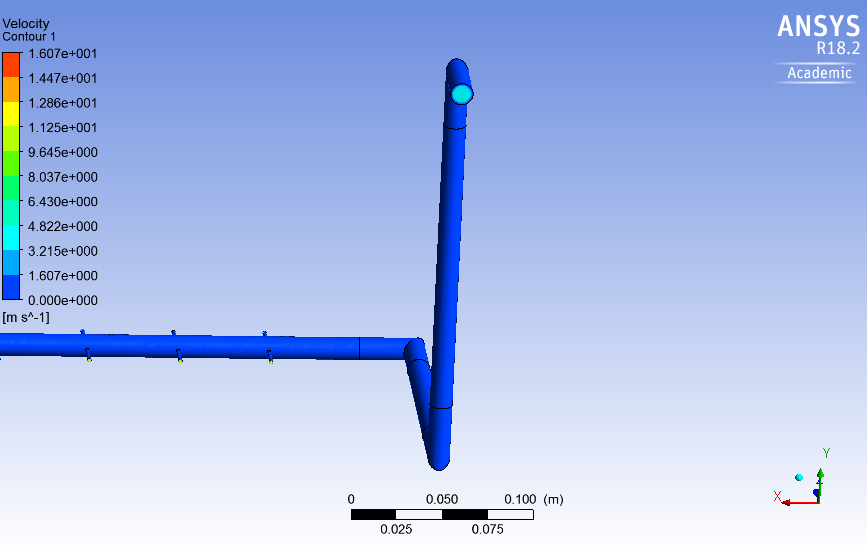 Velocity
Contour 1
1.607e+001
1.447e+001
1.286e+001
1.125e+001
9.645e+000
8.037e+000
6.430e+000
4.822e+000
3.215e+000
1.607e+000
0.000e+000
[m s^-1]
ANSYS
R18.2
Academic
0 0.050 0.100 (m)
0.025 0.075
Y
X
Z